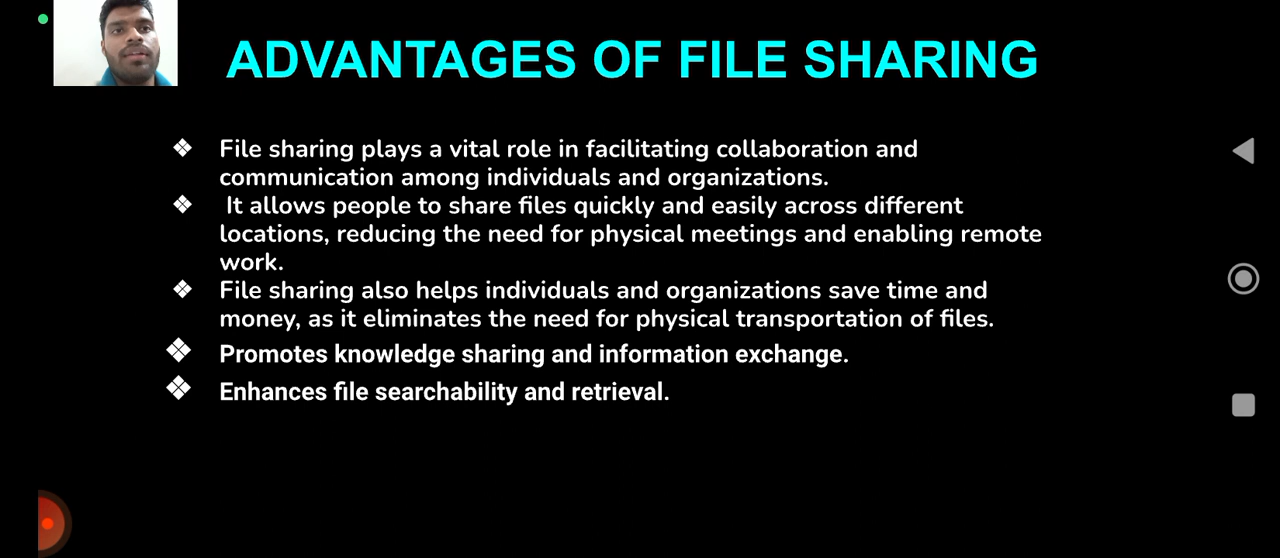 ADVANTAGES OF FILE SHARING
❖ File sharing plays a vital role in facilitating collaboration and
communication among individuals and organizations.
❖ It allows people to share files quickly and easily across different
locations, reducing the need for physical meetings and enabling remote
work.
❖ File sharing also helps individuals and organizations save time and
money, as it eliminates the need for physical transportation of files.
❖ Promotes knowledge sharing and information exchange.
❖ Enhances file searchability and retrieval.